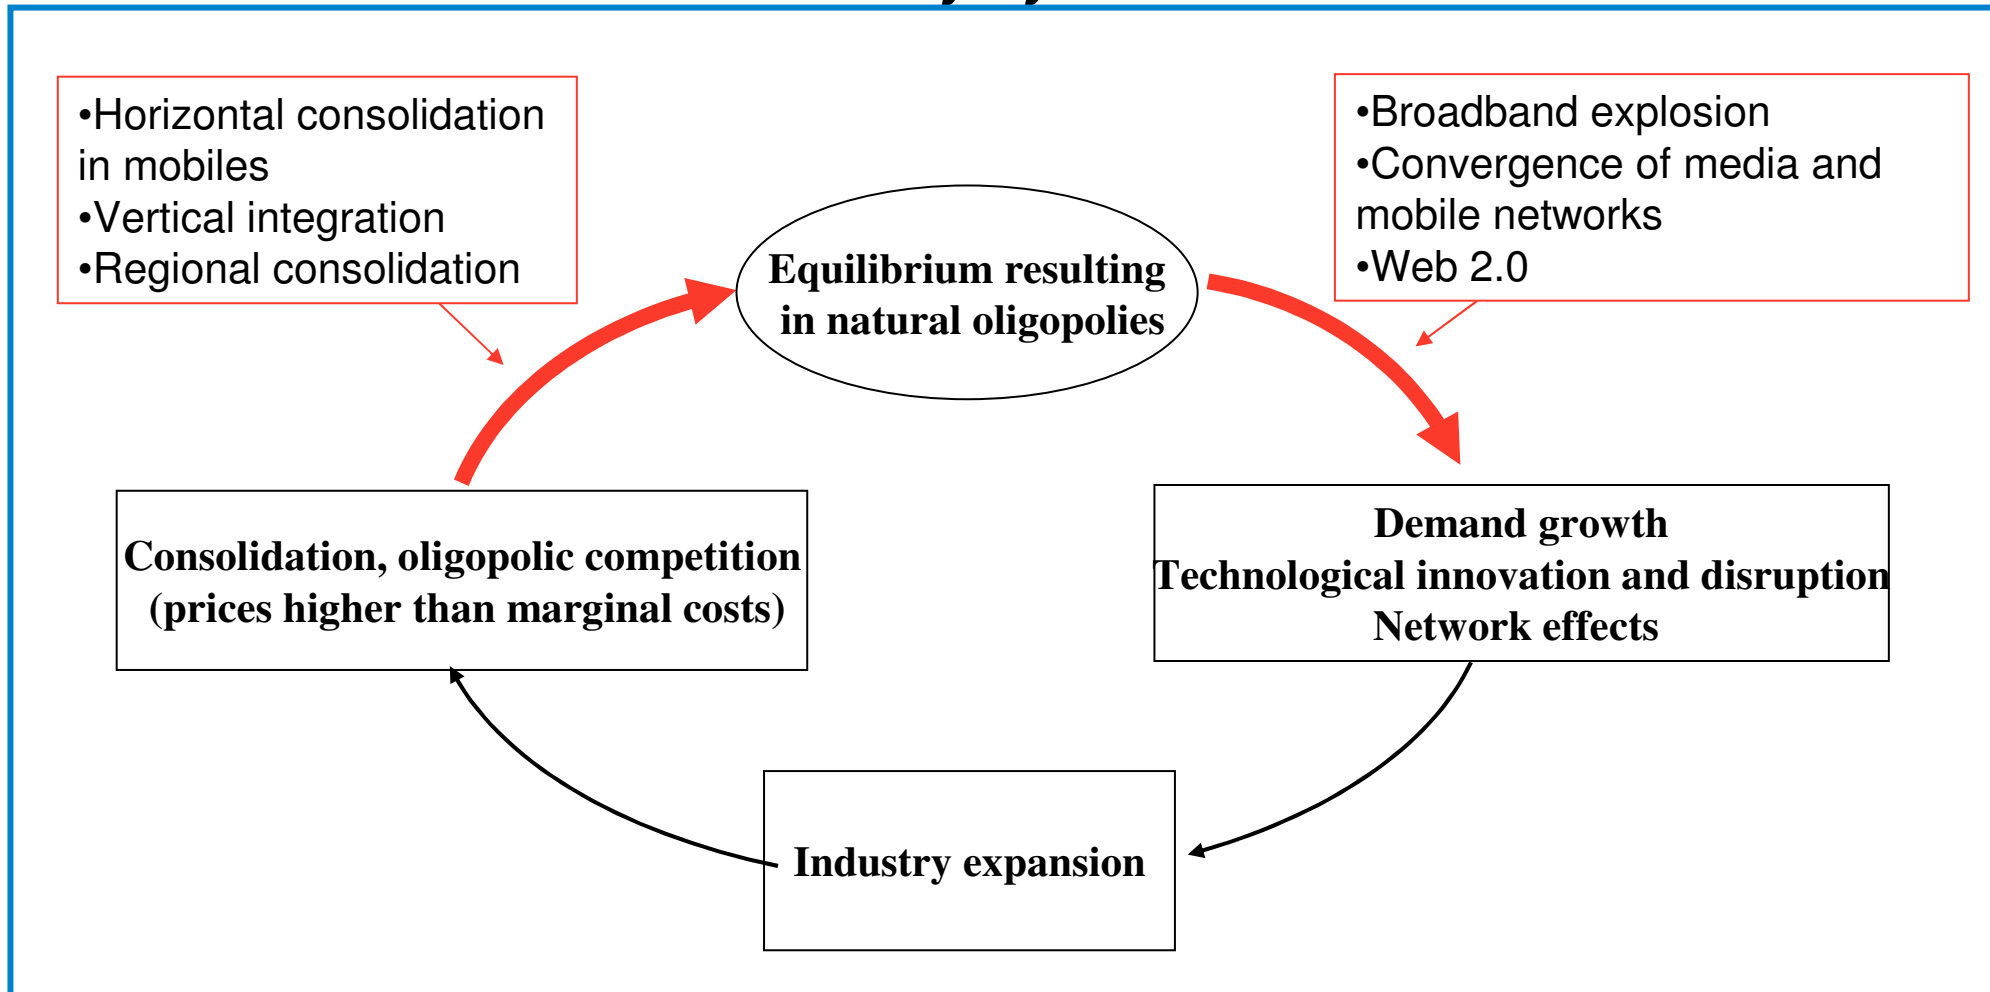 •Horizontal consolidation
in mobiles
•Vertical integration
•Regional consolidation
•Broadband explosion
•Convergence of media and
mobile networks
•Web 2.0
Equilibrium resulting
in natural oligopolies
Consolidation, oligopolic competition
(prices higher than marginal costs)
Demand growth
Technological innovation and disruption
Network effects
Industry expansion